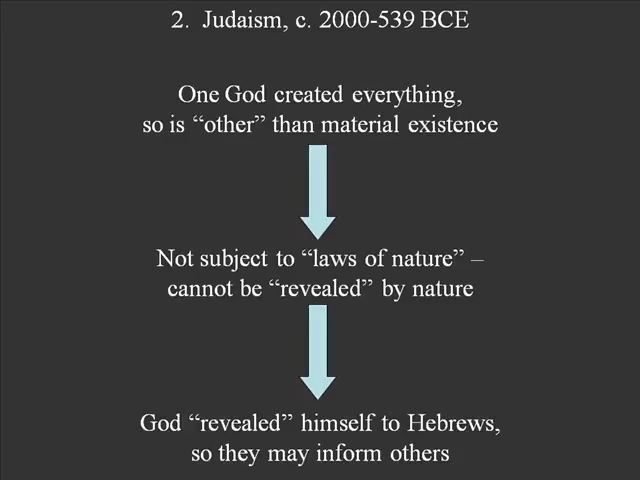 2. Judaism, c. 2000-539 BCE
One God created everything,
so is “other” than material existence
Not subject to “laws of nature” –
cannot be “revealed” by nature
God “revealed” himself to Hebrews,
so they may inform others